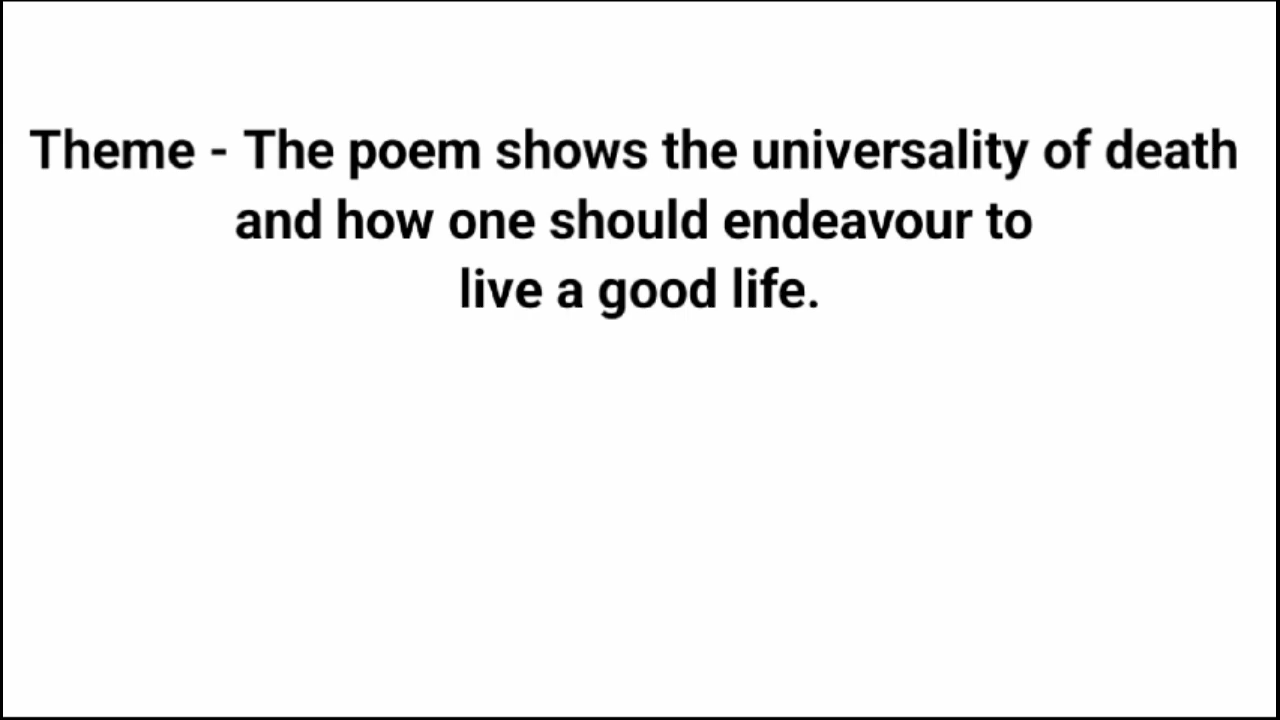 Theme - The poem shows the universality of death
and how one should endeavour to
live a good life.